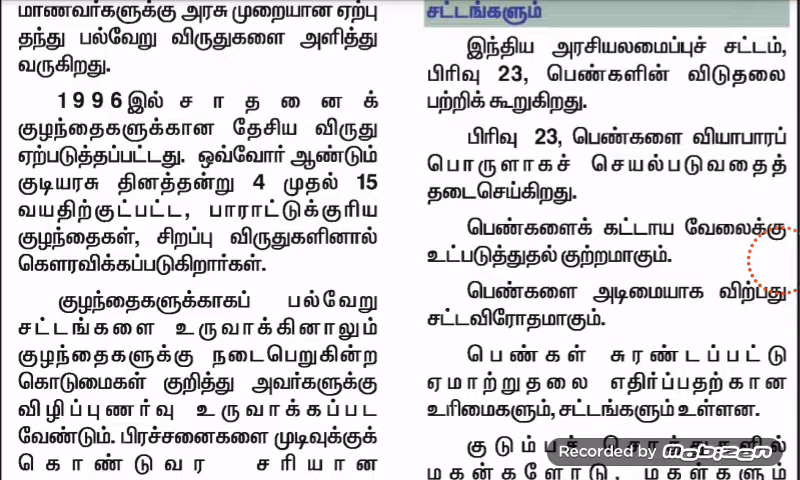 மாணவர்களுக்கு அரசு முறையான ஏற்பு
தந்து பல்வேறு விருதுகளை அளித்து
வருகிறது.
1996இல் சாதனைக்
குழந்தைகளுக்கான தேசிய விருது
ஏற்படுத்தப்பட்டது. ஒவ்வோர் ஆண்டும்
குடியரசு தினத்தன்று 4 முதல் 15
வயதிற்குட்பட்ட, பாராட்டுக்குரிய
குழந்தைகள், சிறப்பு விருதுகளினால்
கௌரவிக்கப்படுகிறார்கள்.
குழந்தைகளுக்காகப் பல்வேறு
சட்டங்களை உருவாக்கினாலும்
குழந்தைகளுக்கு நடைபெறுகின்ற
கொடுமைகள் குறித்து அவர்களுக்கு
விழிப்புணர்வு உருவாக்கப்பட
வேண்டும். பிரச்சனைகளை முடிவுக்குக்
கொண்டுவர சரியான
சட்டங்களும்
இந்திய அரசியலமைப்புச் சட்டம்,
பிரிவு 23, பெண்களின் விடுதலை
பற்றிக் கூறுகிறது.
பிரிவு 23, பெண்களை வியாபாரப்
பொருளாகச் செயல்படுவதைத்
தடைசெய்கிறது.
பெண்களைக் கட்டாய வேலைக்கு
உட்படுத்துதல் குற்றமாகும்.
பெண்களை அடிமையாக விற்பது
சட்டவிரோதமாகும்.
பெண்கள் சுரண்டப்பட்டு
ஏமாற்றுதலை எதிர்ப்பதற்கான
உரிமைகளும், சட்டங்களும் உள்ளன.
குடும்பச்
மகன்களோடு, மகள்களும்
Recorded by Mobizen